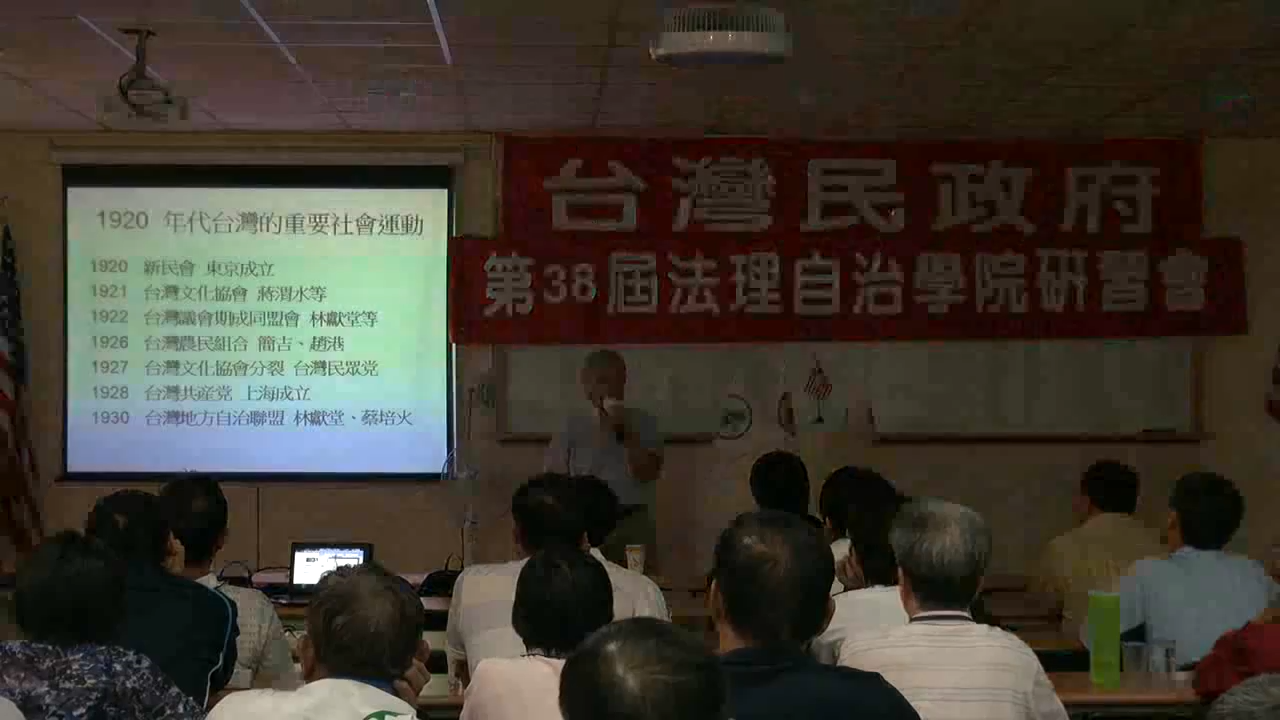 1920 年代台灣的重要社會運動
1920 新民會 東京成立
1921 台灣文化協會 蔣渭水等
1922 台灣議會期成同盟會 林獻堂等
1926 台灣農民組合 簡吉、趙港
1927 台灣文化協會分裂 台灣民眾党
1928 台灣共産党 上海成立
1930 台灣地方自治聯盟 林獻堂、蔡培火
台灣民政府
第38屆法理自治學院研習會